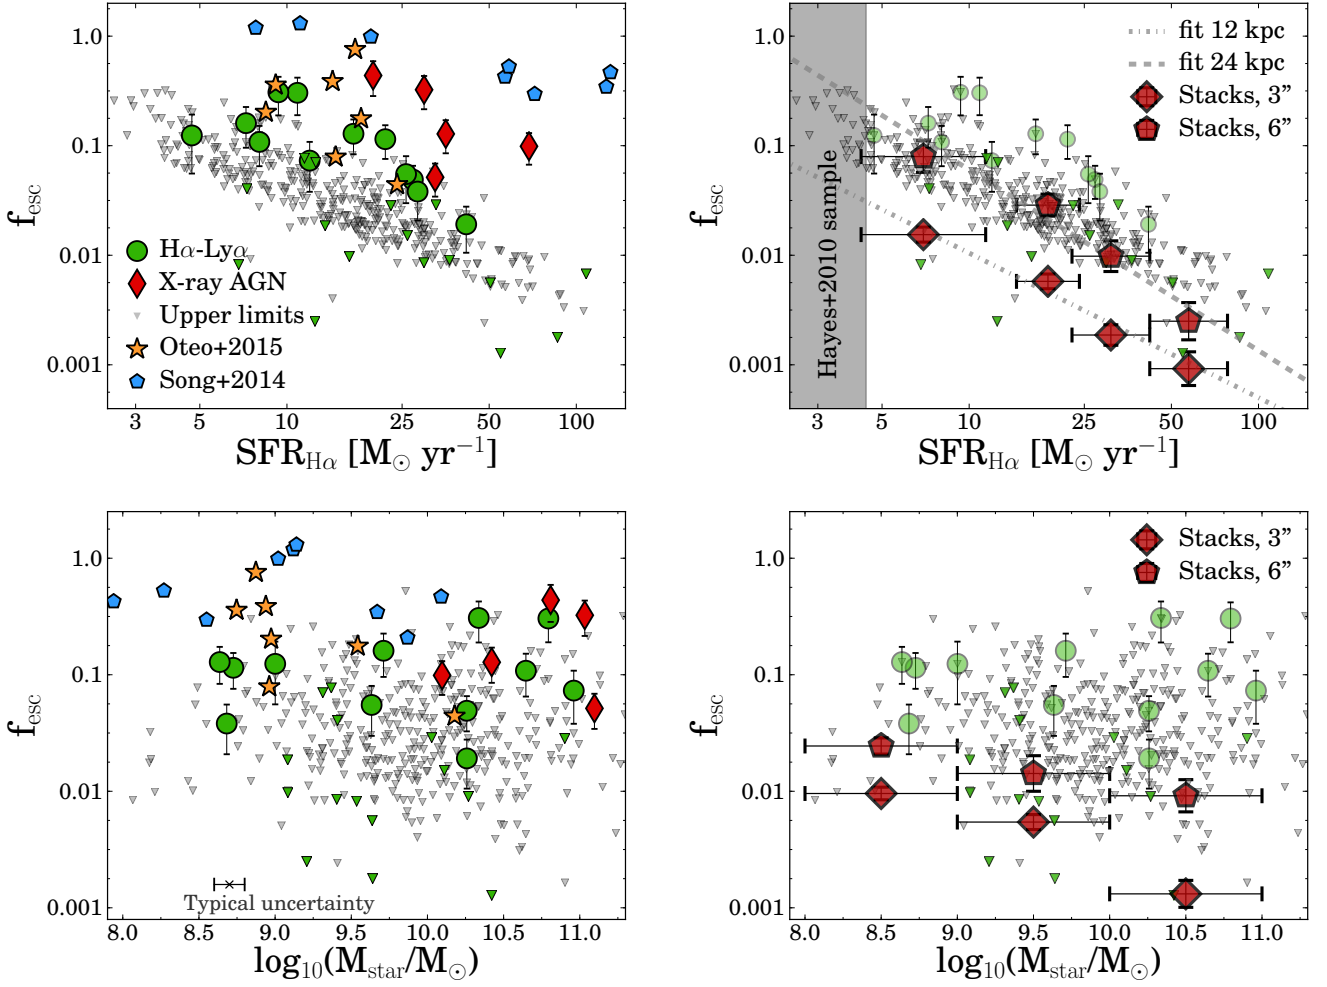 1.0
0.1
0.01
0.001
f_esc
Hα-Lyα
X-ray AGN
Upper limits
Oteo+2015
Song+2014
3 5 10 25 50 100
SFR_Hα [M_⊙ yr⁻¹]
1.0
0.1
0.01
0.001
f_esc
Hayes+2010 sample
fit 12 kpc
fit 24 kpc
Stacks, 3”
Stacks, 6”
3 5 10 25 50 100
SFR_Hα [M_⊙ yr⁻¹]
1.0
0.1
0.01
0.001
f_esc
Typical uncertainty
8.0 8.5 9.0 9.5 10.0 10.5 11.0
log₁₀(M_star/M_⊙)
1.0
0.1
0.01
0.001
f_esc
Stacks, 3”
Stacks, 6”
8.0 8.5 9.0 9.5 10.0 10.5 11.0
log₁₀(M_star/M_⊙)